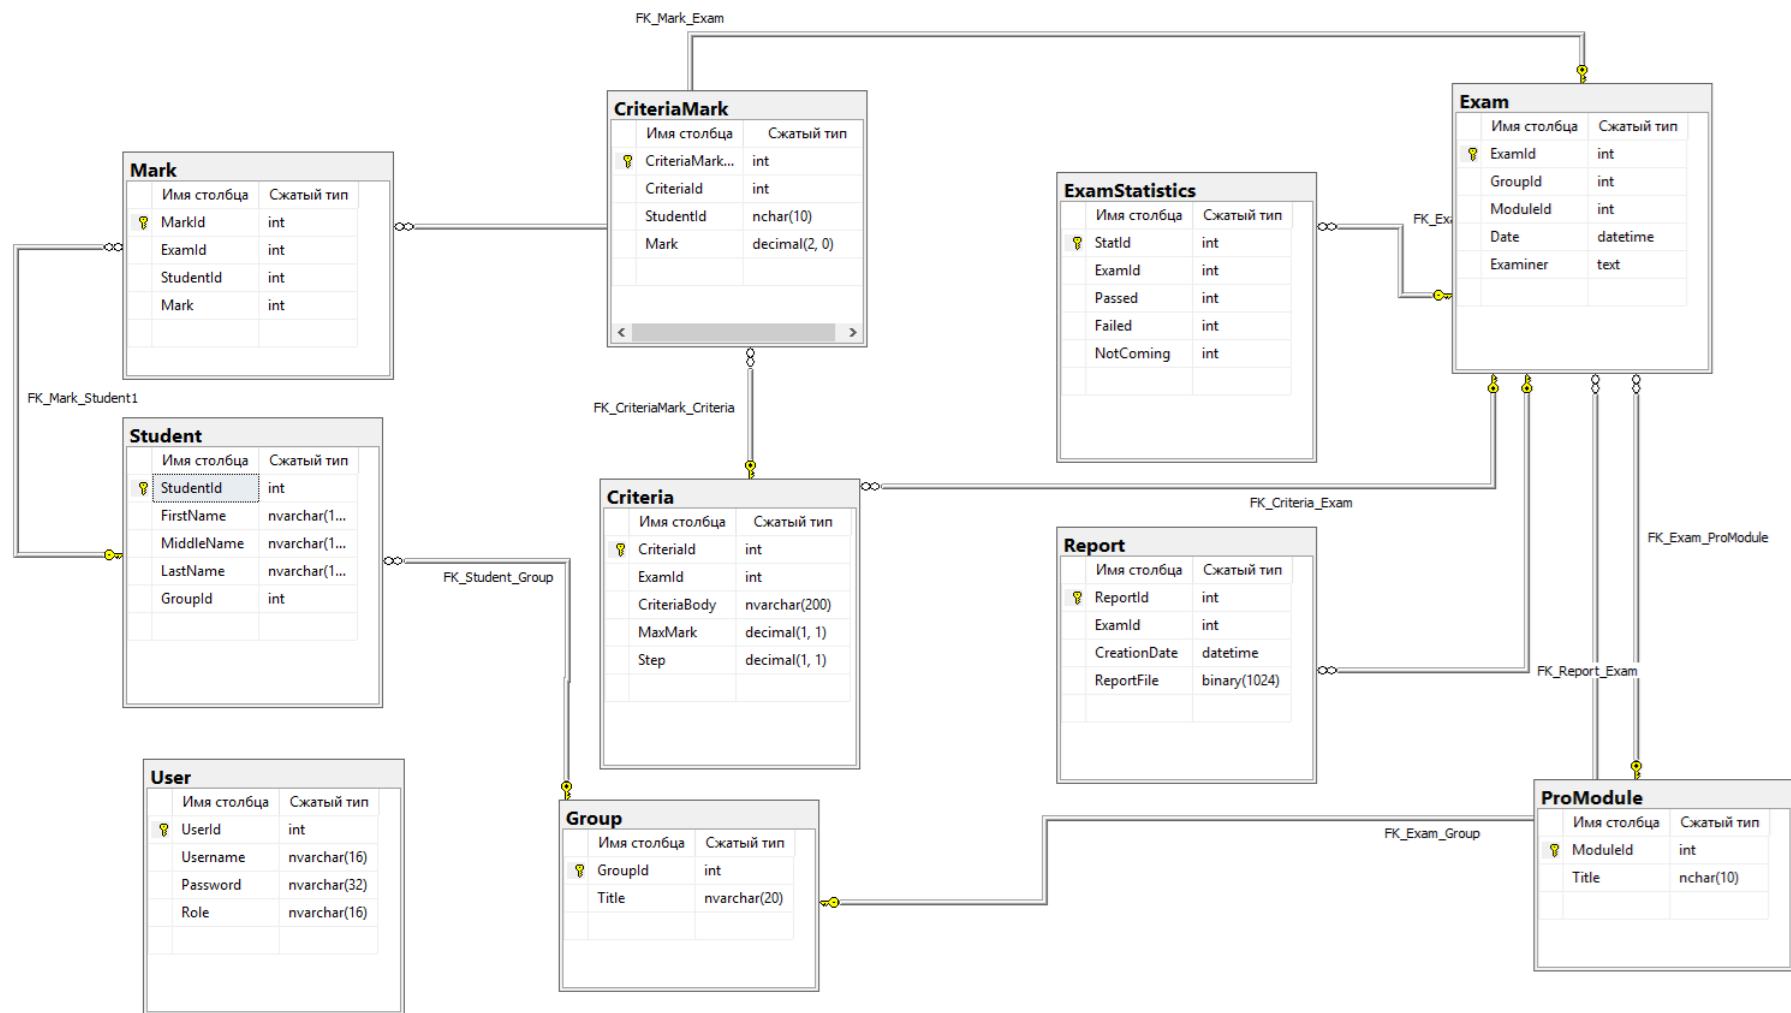 FK_Mark_Exam
CriteriaMark
Имя столбца Сжатый тип
CriteriaMark... int
CriteriaId int
StudentId nchar(10)
Mark decimal(2, 0)
Exam
Имя столбца Сжатый тип
ExamId int
GroupId int
ModuleId int
Date datetime
Examiner text
Mark
Имя столбца Сжатый тип
MarkId int
ExamId int
StudentId int
Mark int
ExamStatistics
Имя столбца Сжатый тип
StatId int
ExamId int
Passed int
Failed int
NotComing int
FK_Exa
FK_Mark_Student1
FK_CriteriaMark_Criteria
Student
Имя столбца Сжатый тип
StudentId int
FirstName nvarchar(1...
MiddleName nvarchar(1...
LastName nvarchar(1...
GroupId int
FK_Student_Group
Criteria
Имя столбца Сжатый тип
CriteriaId int
ExamId int
CriteriaBody nvarchar(200)
MaxMark decimal(1, 1)
Step decimal(1, 1)
FK_Criteria_Exam
Report
Имя столбца Сжатый тип
ReportId int
ExamId int
CreationDate datetime
ReportFile binary(1024)
FK_Exam_ProModule
FK_Report_Exam
User
Имя столбца Сжатый тип
UserId int
Username nvarchar(16)
Password nvarchar(32)
Role nvarchar(16)
Group
Имя столбца Сжатый тип
GroupId int
Title nvarchar(20)
FK_Exam_Group
ProModule
Имя столбца Сжатый тип
ModuleId int
Title nchar(10)